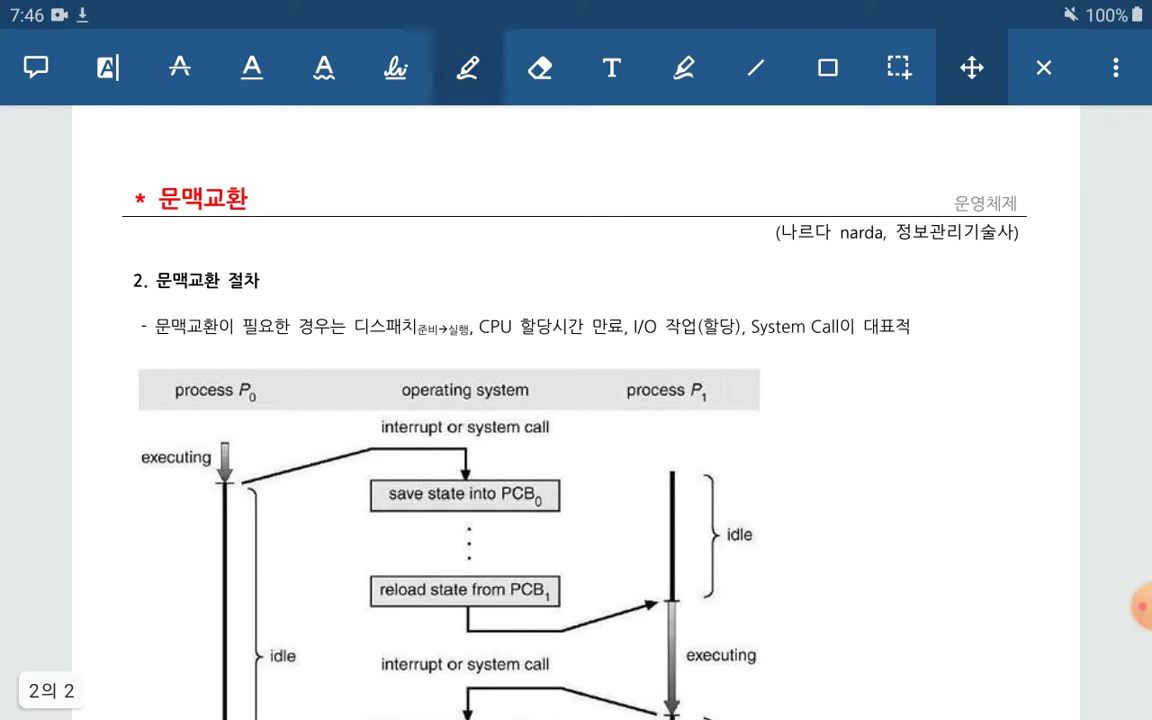 7:46
100%
* 문맥교환
운영체제
(나르다 narda, 정보관리기술사)
2. 문맥교환 절차
- 문맥교환이 필요한 경우는 디스패치준비→실행, CPU 할당시간 만료, I/O 작업(할당), System Call이 대표적
process P0 operating system process P1
interrupt or system call
executing
save state into PCB0
idle
reload state from PCB1
idle
interrupt or system call
executing
2의 2